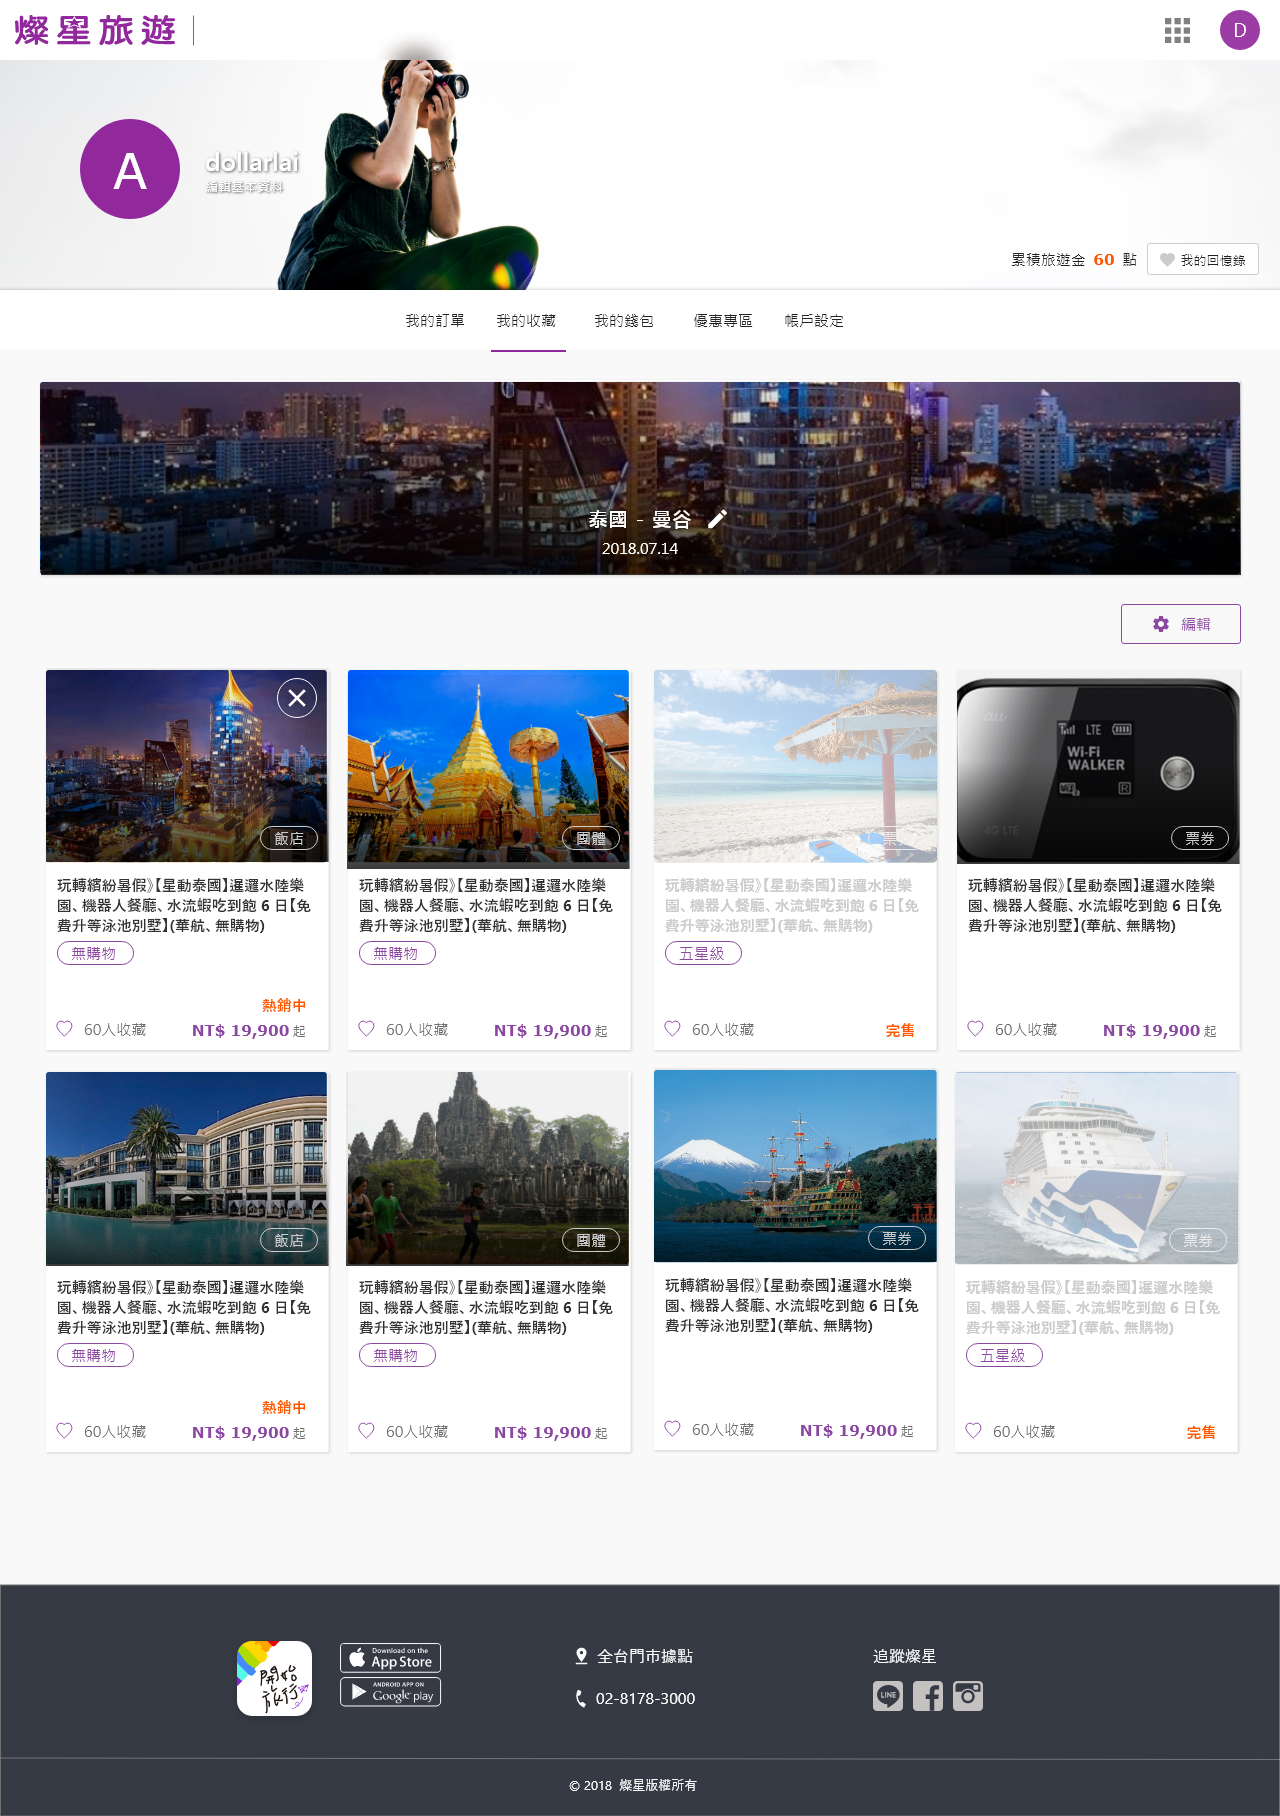 燦星旅遊
D
A
dollarlai
編輯基本資料
累積旅遊金 60 點
我的回憶錄
我的訂單 我的收藏 我的錢包 優惠專區 帳戶設定
泰國 - 曼谷
2018.07.14
編輯
飯店
玩轉繽紛暑假》【星動泰國】暹邏水陸樂
園、機器人餐廳、水流蝦吃到飽 6 日【免
費升等泳池別墅】(華航、無購物)
無購物
熱銷中
60人收藏
NT$ 19,900 起
團體
玩轉繽紛暑假》【星動泰國】暹邏水陸樂
園、機器人餐廳、水流蝦吃到飽 6 日【免
費升等泳池別墅】(華航、無購物)
無購物
60人收藏
NT$ 19,900 起
玩轉繽紛暑假》【星動泰國】暹邏水陸樂
園、機器人餐廳、水流蝦吃到飽 6 日【免
費升等泳池別墅】(華航、無購物)
五星級
60人收藏
完售
au
LTE
Wi-Fi
WALKER
R
4G LTE
票券
玩轉繽紛暑假》【星動泰國】暹邏水陸樂
園、機器人餐廳、水流蝦吃到飽 6 日【免
費升等泳池別墅】(華航、無購物)
60人收藏
NT$ 19,900 起
飯店
玩轉繽紛暑假》【星動泰國】暹邏水陸樂
園、機器人餐廳、水流蝦吃到飽 6 日【免
費升等泳池別墅】(華航、無購物)
無購物
熱銷中
60人收藏
NT$ 19,900 起
團體
玩轉繽紛暑假》【星動泰國】暹邏水陸樂
園、機器人餐廳、水流蝦吃到飽 6 日【免
費升等泳池別墅】(華航、無購物)
無購物
60人收藏
NT$ 19,900 起
票券
玩轉繽紛暑假》【星動泰國】暹邏水陸樂
園、機器人餐廳、水流蝦吃到飽 6 日【免
費升等泳池別墅】(華航、無購物)
60人收藏
NT$ 19,900 起
票券
玩轉繽紛暑假》【星動泰國】暹邏水陸樂
園、機器人餐廳、水流蝦吃到飽 6 日【免
費升等泳池別墅】(華航、無購物)
五星級
60人收藏
完售
開始
旅行
Download on the
App Store
ANDROID APP ON
Google play
全台門市據點
02-8178-3000
追蹤燦星
LINE
© 2018 燦星版權所有